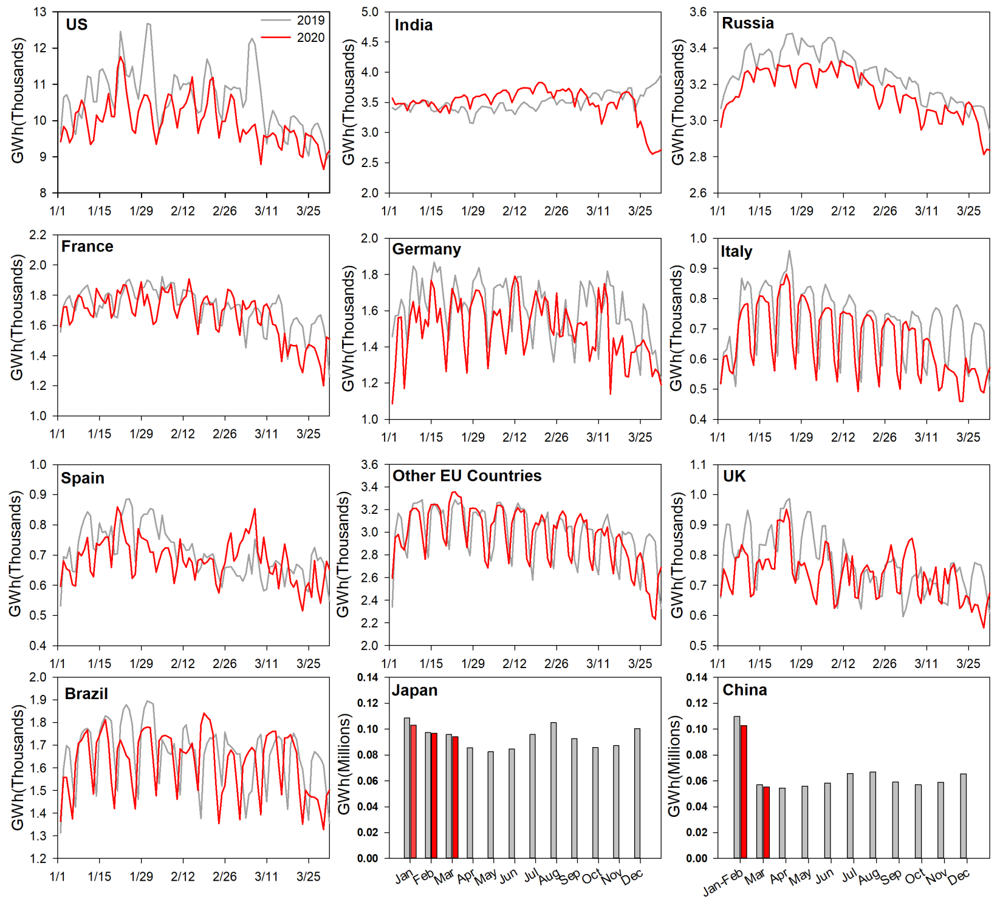 US
2019
2020
GWh(Thousands)
13
12
11
10
9
8
1/1 1/15 1/29 2/12 2/26 3/11 3/25
India
GWh(Thousands)
5.0
4.5
4.0
3.5
3.0
2.5
2.0
1/1 1/15 1/29 2/12 2/26 3/11 3/25
Russia
GWh(Thousands)
3.6
3.4
3.2
3.0
2.8
2.6
1/1 1/15 1/29 2/12 2/26 3/11 3/25
France
GWh(Thousands)
2.2
2.0
1.8
1.6
1.4
1.2
1.0
1/1 1/15 1/29 2/12 2/26 3/11 3/25
Germany
GWh(Thousands)
2.0
1.8
1.6
1.4
1.2
1.0
1/1 1/15 1/29 2/12 2/26 3/11 3/25
Italy
GWh(Thousands)
1.0
0.9
0.8
0.7
0.6
0.5
0.4
1/1 1/15 1/29 2/12 2/26 3/11 3/25
Spain
GWh(Thousands)
1.0
0.9
0.8
0.7
0.6
0.5
0.4
1/1 1/15 1/29 2/12 2/26 3/11 3/25
Other EU Countries
GWh(Thousands)
3.6
3.4
3.2
3.0
2.8
2.6
2.4
2.2
2.0
1/1 1/15 1/29 2/12 2/26 3/11 3/25
UK
GWh(Thousands)
1.1
1.0
0.9
0.8
0.7
0.6
0.5
1/1 1/15 1/29 2/12 2/26 3/11 3/25
Brazil
GWh(Thousands)
2.0
1.9
1.8
1.7
1.6
1.5
1.4
1.3
1.2
1/1 1/15 1/29 2/12 2/26 3/11 3/25
Japan
GWh(Millions)
0.14
0.12
0.10
0.08
0.06
0.04
0.02
0.00
Jan Feb Mar Apr May Jun Jul Aug Sep Oct Nov Dec
China
GWh(Millions)
0.14
0.12
0.10
0.08
0.06
0.04
0.02
0.00
Jan-Feb Mar Apr May Jun Jul Aug Sep Oct Nov Dec